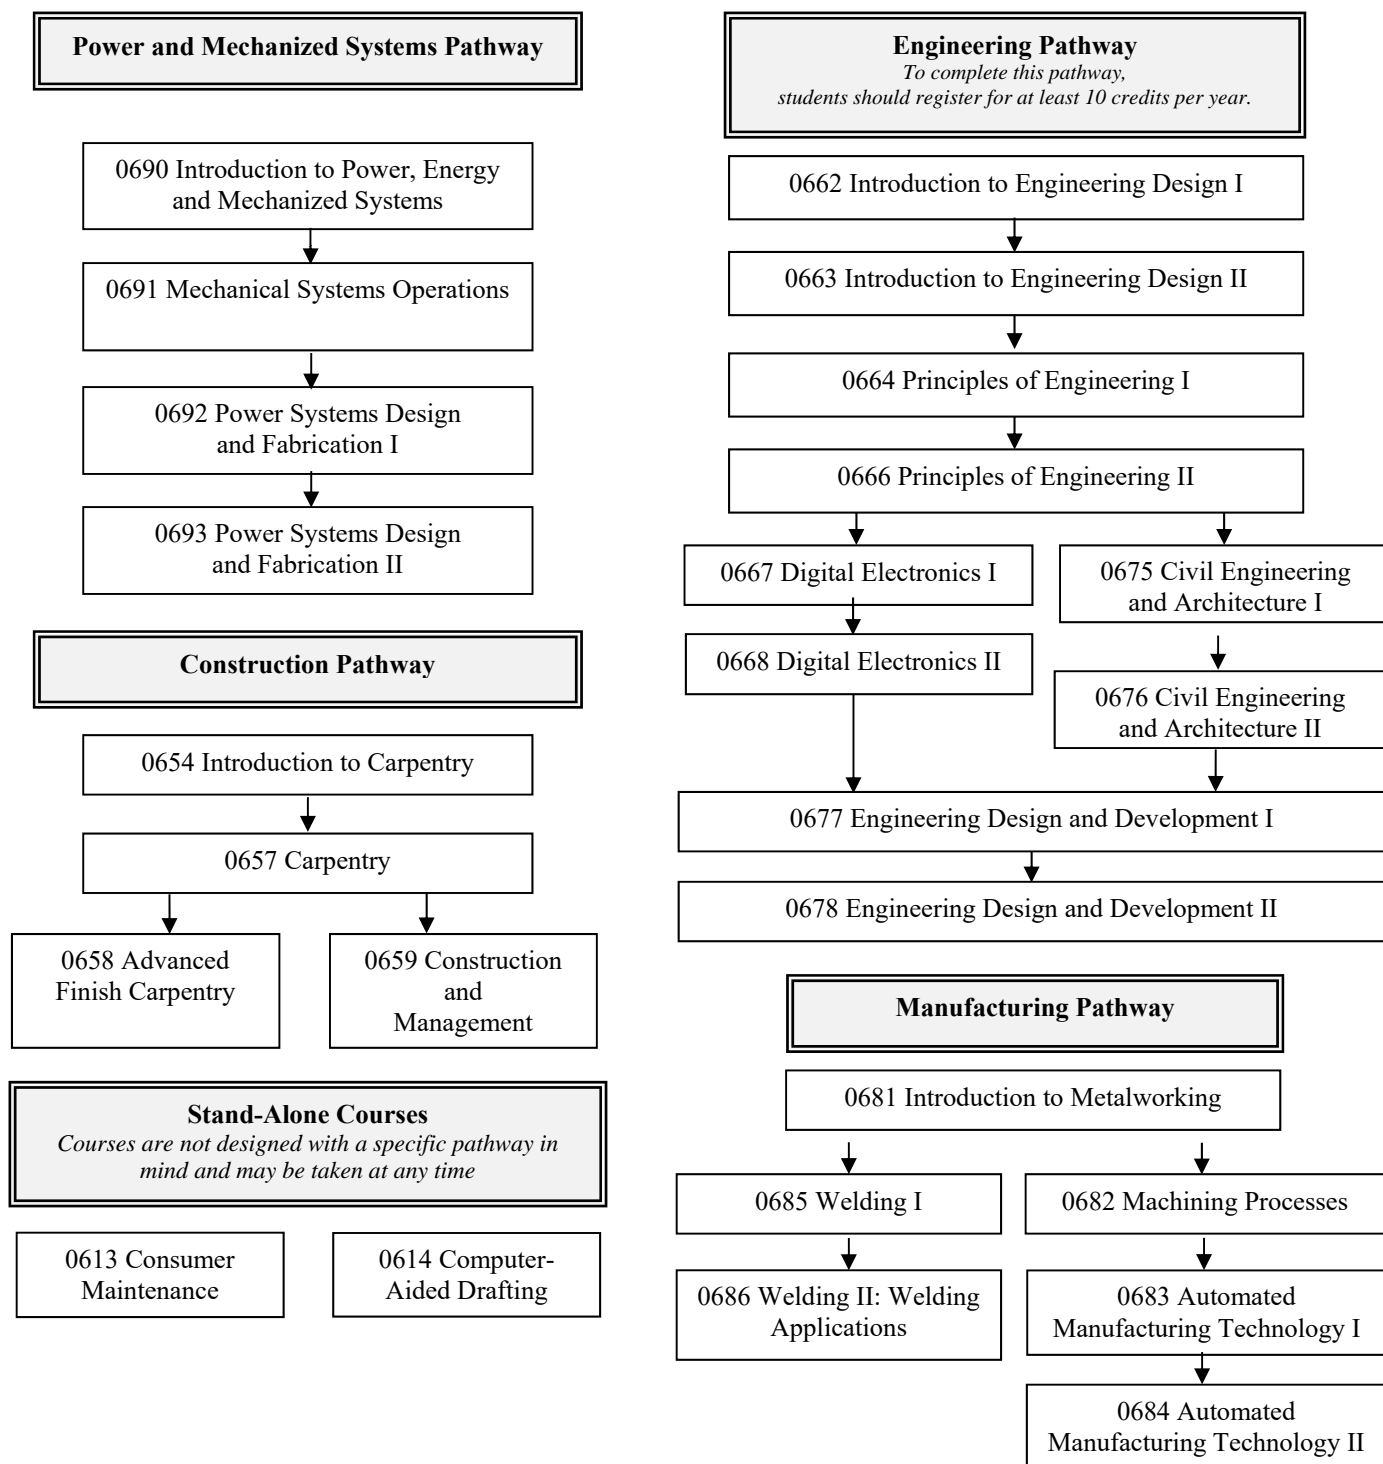 Power and Mechanized Systems Pathway
0690 Introduction to Power, Energy
and Mechanized Systems
0691 Mechanical Systems Operations
0692 Power Systems Design
and Fabrication I
0693 Power Systems Design
and Fabrication II
Construction Pathway
0654 Introduction to Carpentry
0657 Carpentry
0658 Advanced
Finish Carpentry
0659 Construction
and
Management
Stand-Alone Courses
Courses are not designed with a specific pathway in
mind and may be taken at any time
0613 Consumer
Maintenance
0614 Computer-
Aided Drafting
Engineering Pathway
To complete this pathway,
students should register for at least 10 credits per year.
0662 Introduction to Engineering Design I
0663 Introduction to Engineering Design II
0664 Principles of Engineering I
0666 Principles of Engineering II
0667 Digital Electronics I
0668 Digital Electronics II
0675 Civil Engineering
and Architecture I
0676 Civil Engineering
and Architecture II
0677 Engineering Design and Development I
0678 Engineering Design and Development II
Manufacturing Pathway
0681 Introduction to Metalworking
0685 Welding I
0686 Welding II: Welding
Applications
0682 Machining Processes
0683 Automated
Manufacturing Technology I
0684 Automated
Manufacturing Technology II